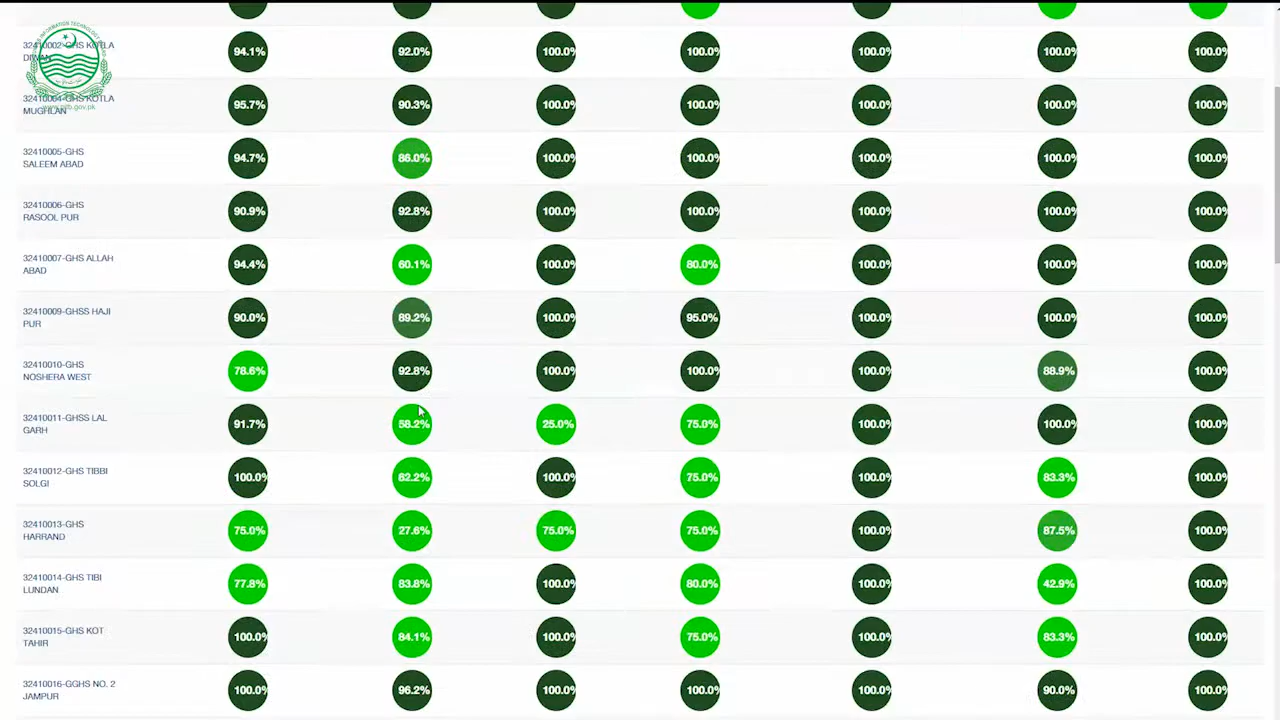 32410002-GHS KOTLA
DIWAN
94.1% 92.0% 100.0% 100.0% 100.0% 100.0% 100.0%
32410004-GHS KOTLA
MUGHLAN
95.7% 90.3% 100.0% 100.0% 100.0% 100.0% 100.0%
32410005-GHS
SALEEM ABAD
94.7% 86.0% 100.0% 100.0% 100.0% 100.0% 100.0%
32410006-GHS
RASOOL PUR
90.9% 92.8% 100.0% 100.0% 100.0% 100.0% 100.0%
32410007-GHS ALLAH
ABAD
94.4% 60.1% 100.0% 80.0% 100.0% 100.0% 100.0%
32410009-GHSS HAJI
PUR
90.0% 89.2% 100.0% 95.0% 100.0% 100.0% 100.0%
32410010-GHS
NOSHERA WEST
78.6% 92.8% 100.0% 100.0% 100.0% 88.9% 100.0%
32410011-GHSS LAL
GARH
91.7% 58.2% 25.0% 75.0% 100.0% 100.0% 100.0%
32410012-GHS TIBBI
SOLGI
100.0% 62.2% 100.0% 75.0% 100.0% 83.3% 100.0%
32410013-GHS
HARRAND
75.0% 27.6% 75.0% 75.0% 100.0% 87.5% 100.0%
32410014-GHS TIBI
LUNDAN
77.8% 83.8% 100.0% 80.0% 100.0% 42.9% 100.0%
32410015-GHS KOT
TAHIR
100.0% 84.1% 100.0% 75.0% 100.0% 83.3% 100.0%
32410016-GGHS NO. 2
JAMPUR
100.0% 96.2% 100.0% 100.0% 100.0% 90.0% 100.0%